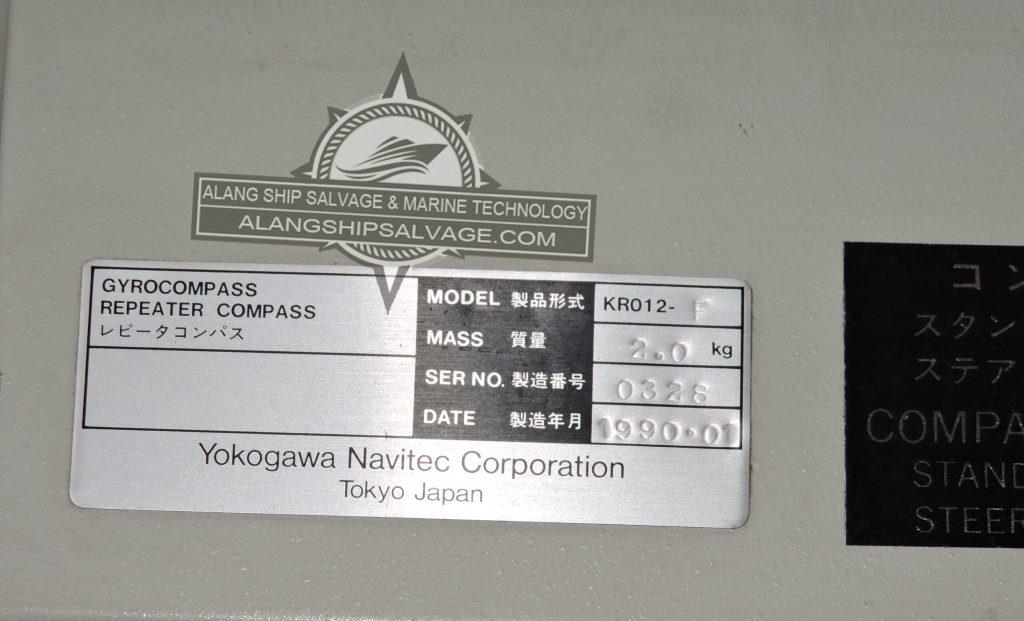 ALANG SHIP SALVAGE & MARINE TECHNOLOGY
ALANGSHIPSALVAGE.COM
GYROCOMPASS
REPEATER COMPASS
レピータコンパス
MODEL 製品形式 KR012- F
MASS 質量 2.0 kg
SER NO. 製造番号 0328
DATE 製造年月 1990.01
Yokogawa Navitec Corporation
Tokyo Japan
コン
スタン
ステア
COMPA
STAND
STEER